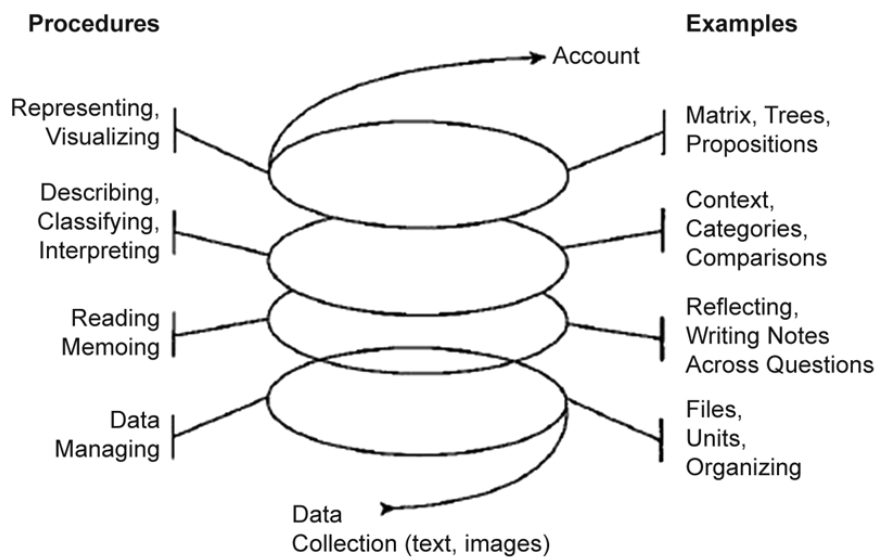 Procedures
Examples
Account
Representing,
Visualizing
Matrix, Trees,
Propositions
Describing,
Classifying,
Interpreting
Context,
Categories,
Comparisons
Reading
Memoing
Reflecting,
Writing Notes
Across Questions
Data
Managing
Files,
Units,
Organizing
Data
Collection (text, images)